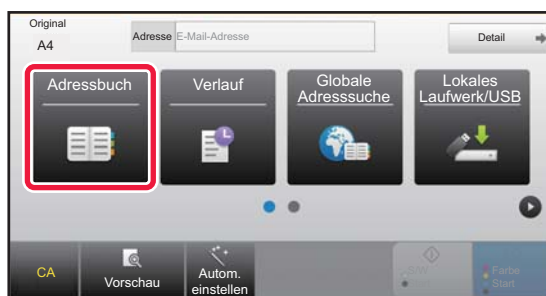 Original
A4
Adresse E-Mail-Adresse
Detail
Adressbuch
Verlauf
Globale
Adresssuche
Lokales
Laufwerk/USB
CA
Vorschau
Autom.
einstellen
Farbe
Start